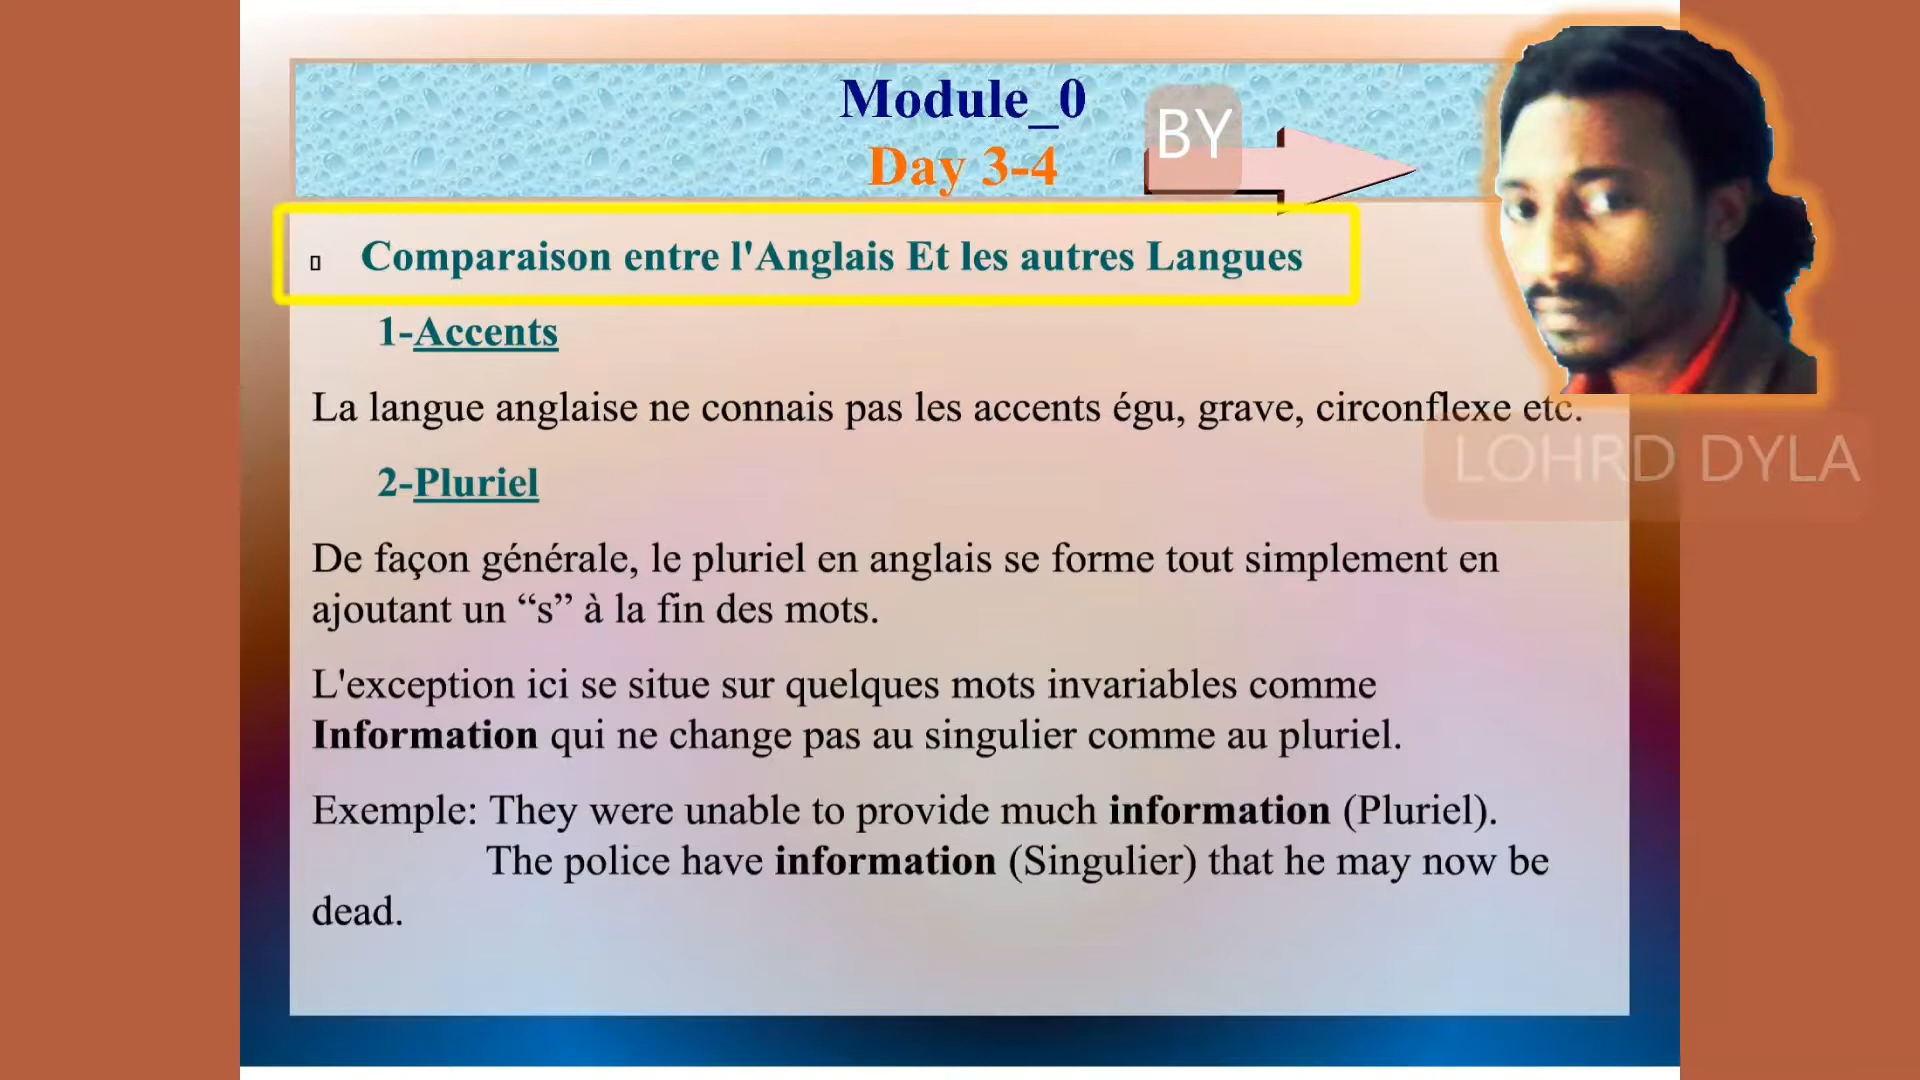 Module_0
Day 3-4
BY
Comparaison entre l'Anglais Et les autres Langues
1-Accents
La langue anglaise ne connais pas les accents égu, grave, circonflexe etc.
LOHRD DYLA
2-Pluriel
De façon générale, le pluriel en anglais se forme tout simplement en
ajoutant un “s” à la fin des mots.
L'exception ici se situe sur quelques mots invariables comme
Information qui ne change pas au singulier comme au pluriel.
Exemple: They were unable to provide much information (Pluriel).
The police have information (Singulier) that he may now be
dead.